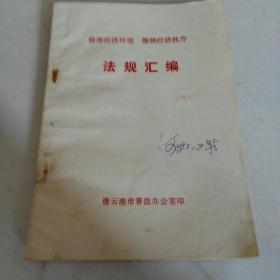 治理经济环境 整顿经济秩序
法规汇编
连云港市普法办公室印